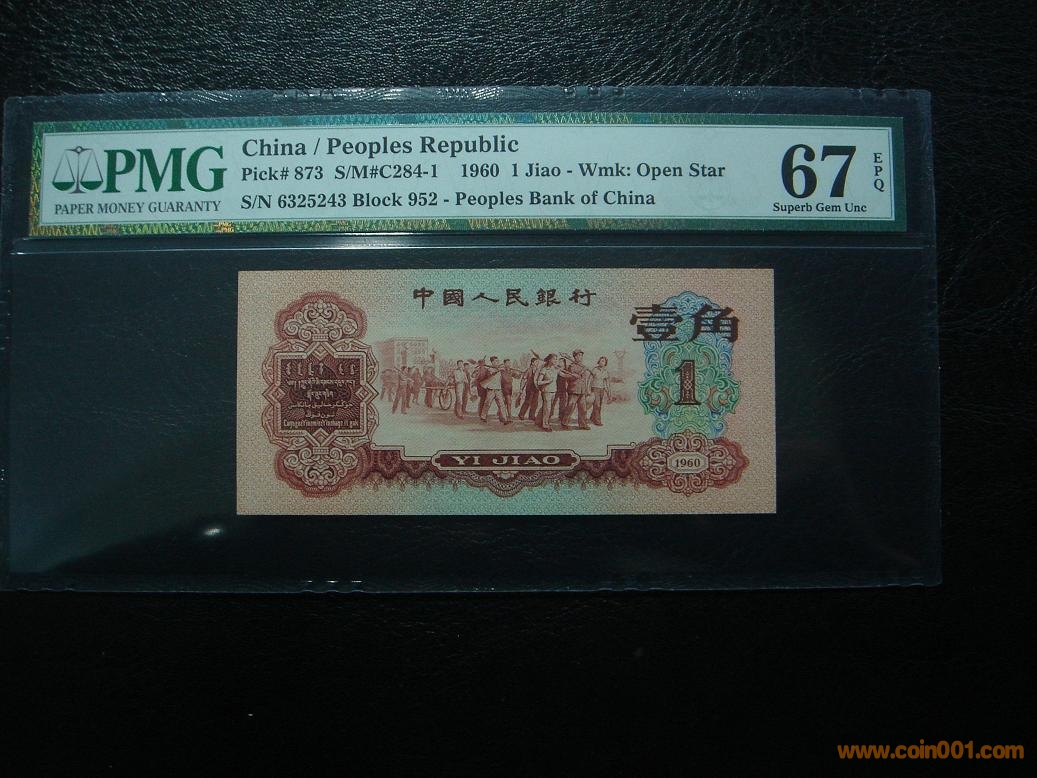 PMG
PAPER MONEY GUARANTY
China / Peoples Republic
Pick# 873 S/M#C284-1 1960 1 Jiao - Wmk: Open Star
S/N 6325243 Block 952 - Peoples Bank of China
67
EPQ
Superb Gem Unc
中國人民銀行
壹角
1
YI JIAO
1960
www.coin001.com